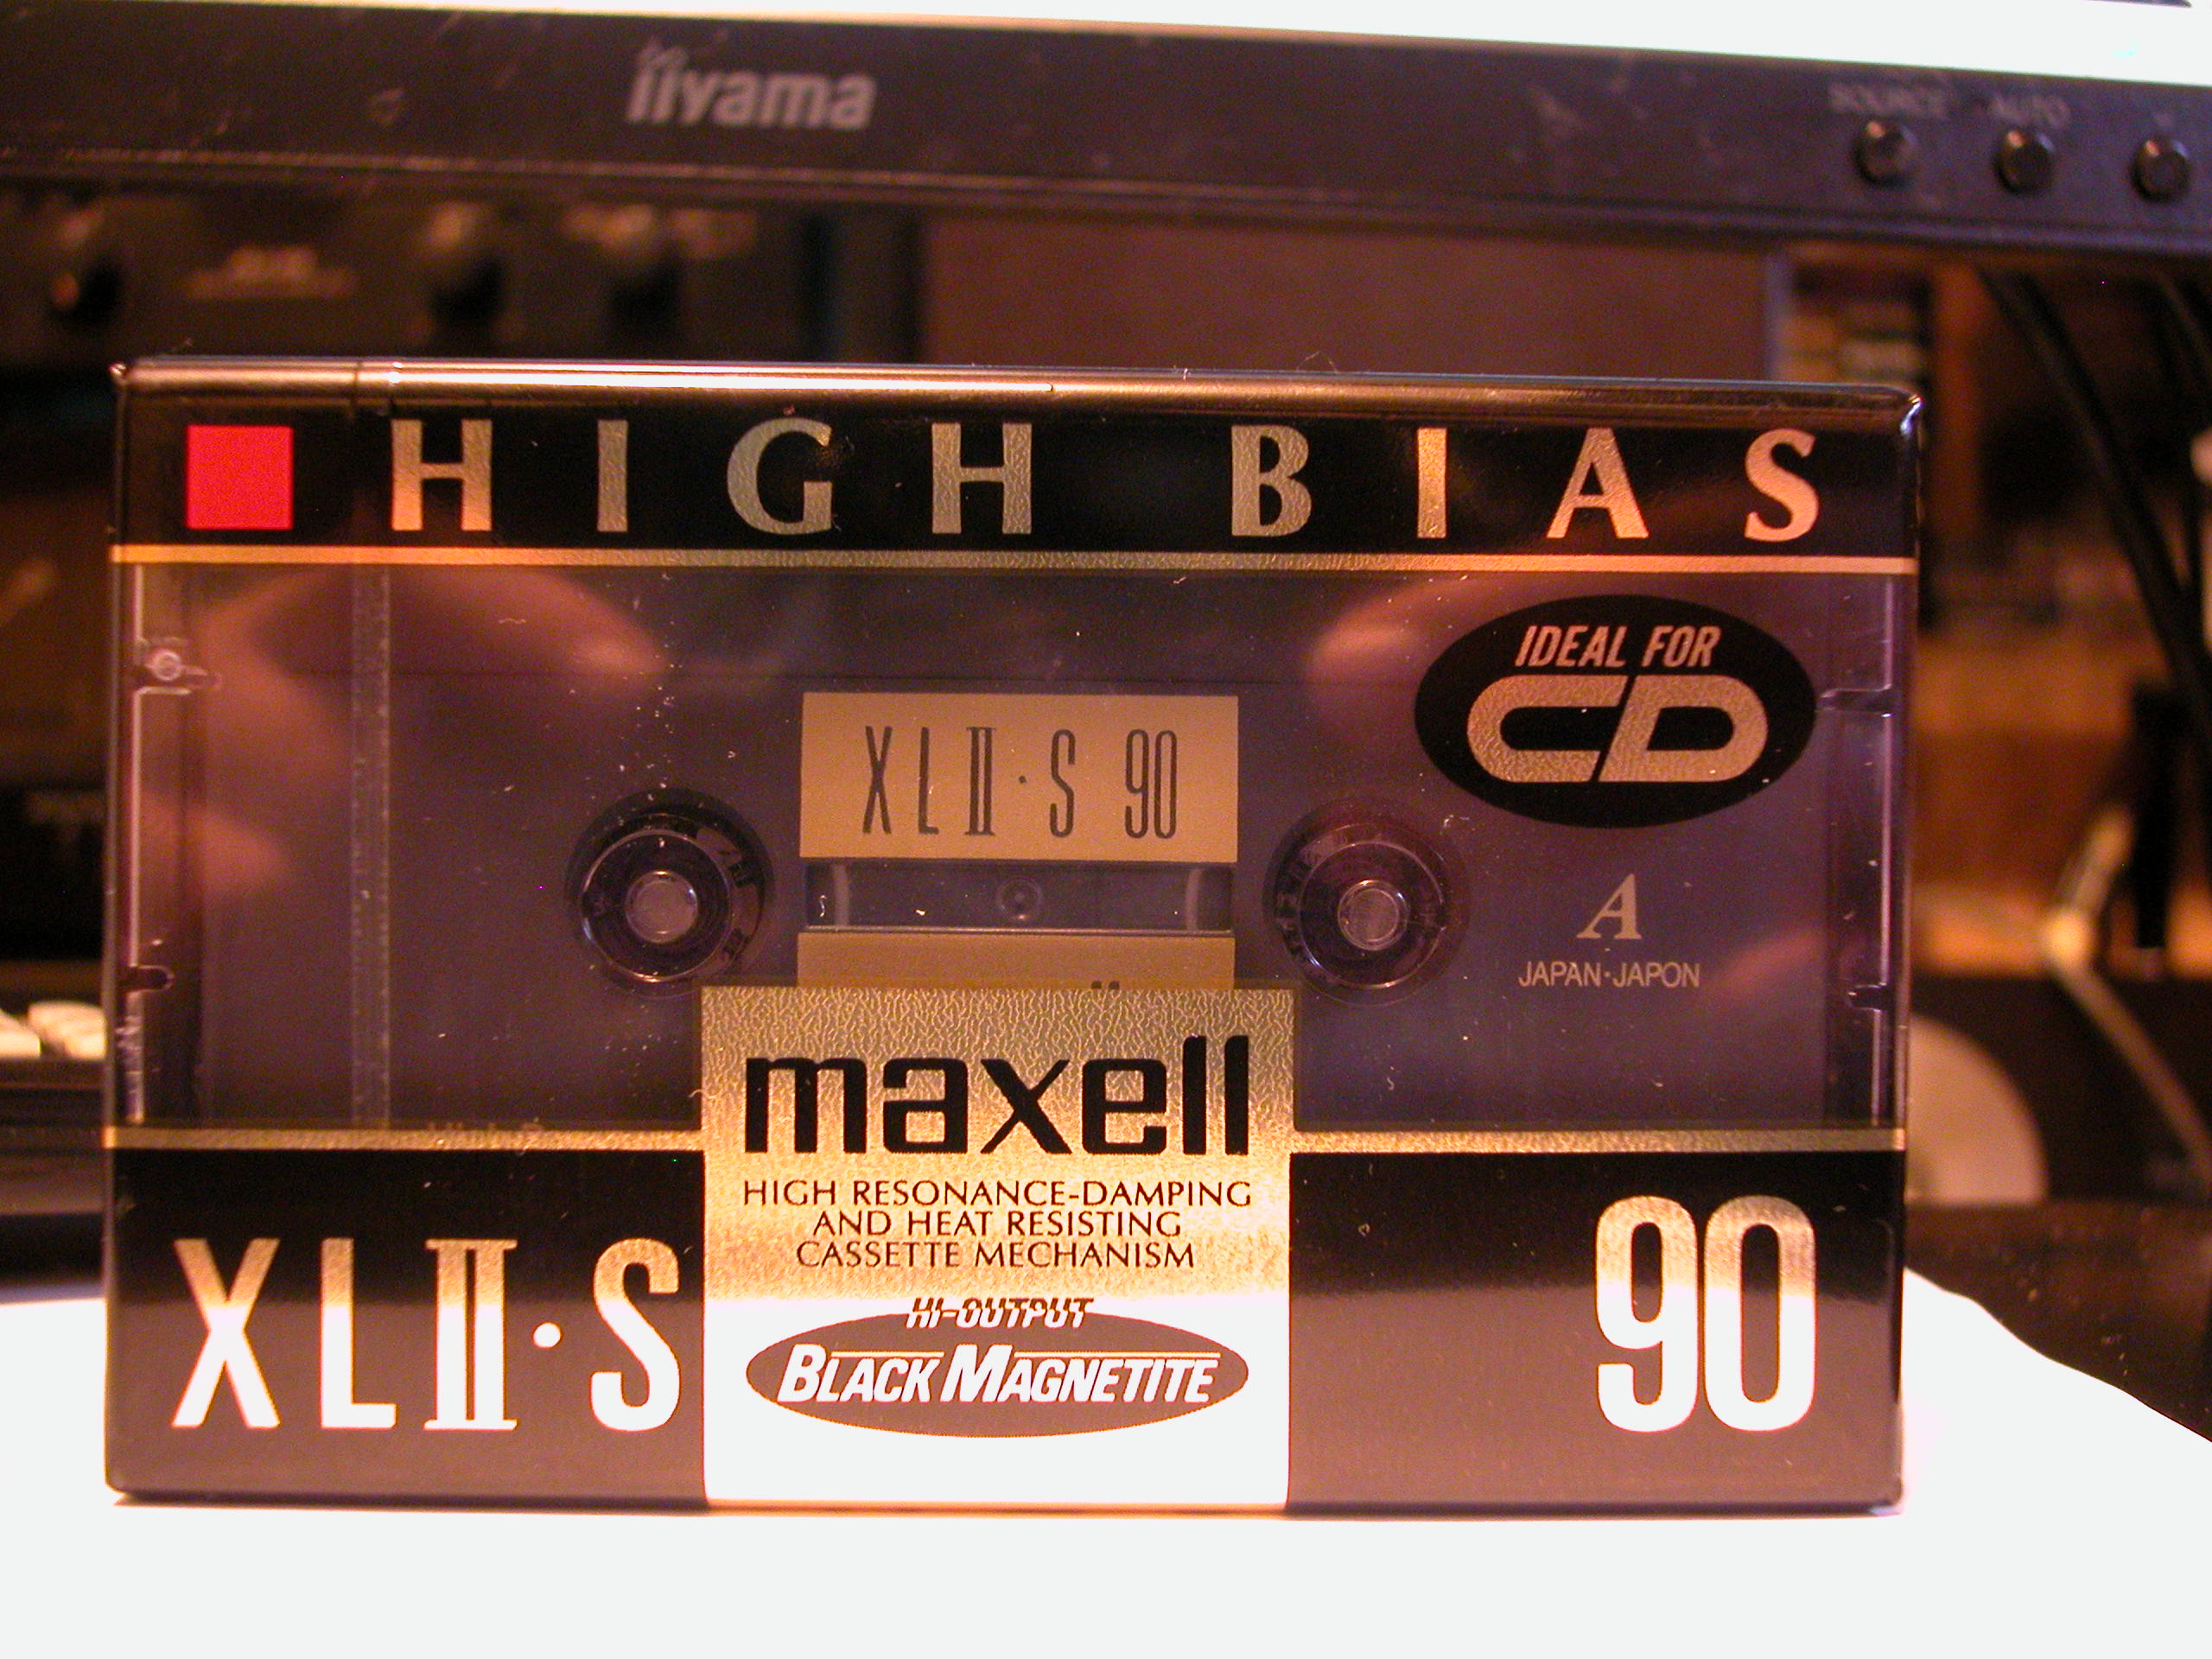 iiyama
SOURCE AUTO
HIGH BIAS
IDEAL FOR
CD
XLII·S 90
A
JAPAN·JAPON
maxell
HIGH RESONANCE-DAMPING
AND HEAT RESISTING
CASSETTE MECHANISM
HI-OUTPUT
BLACK MAGNETITE
XLII·S
90